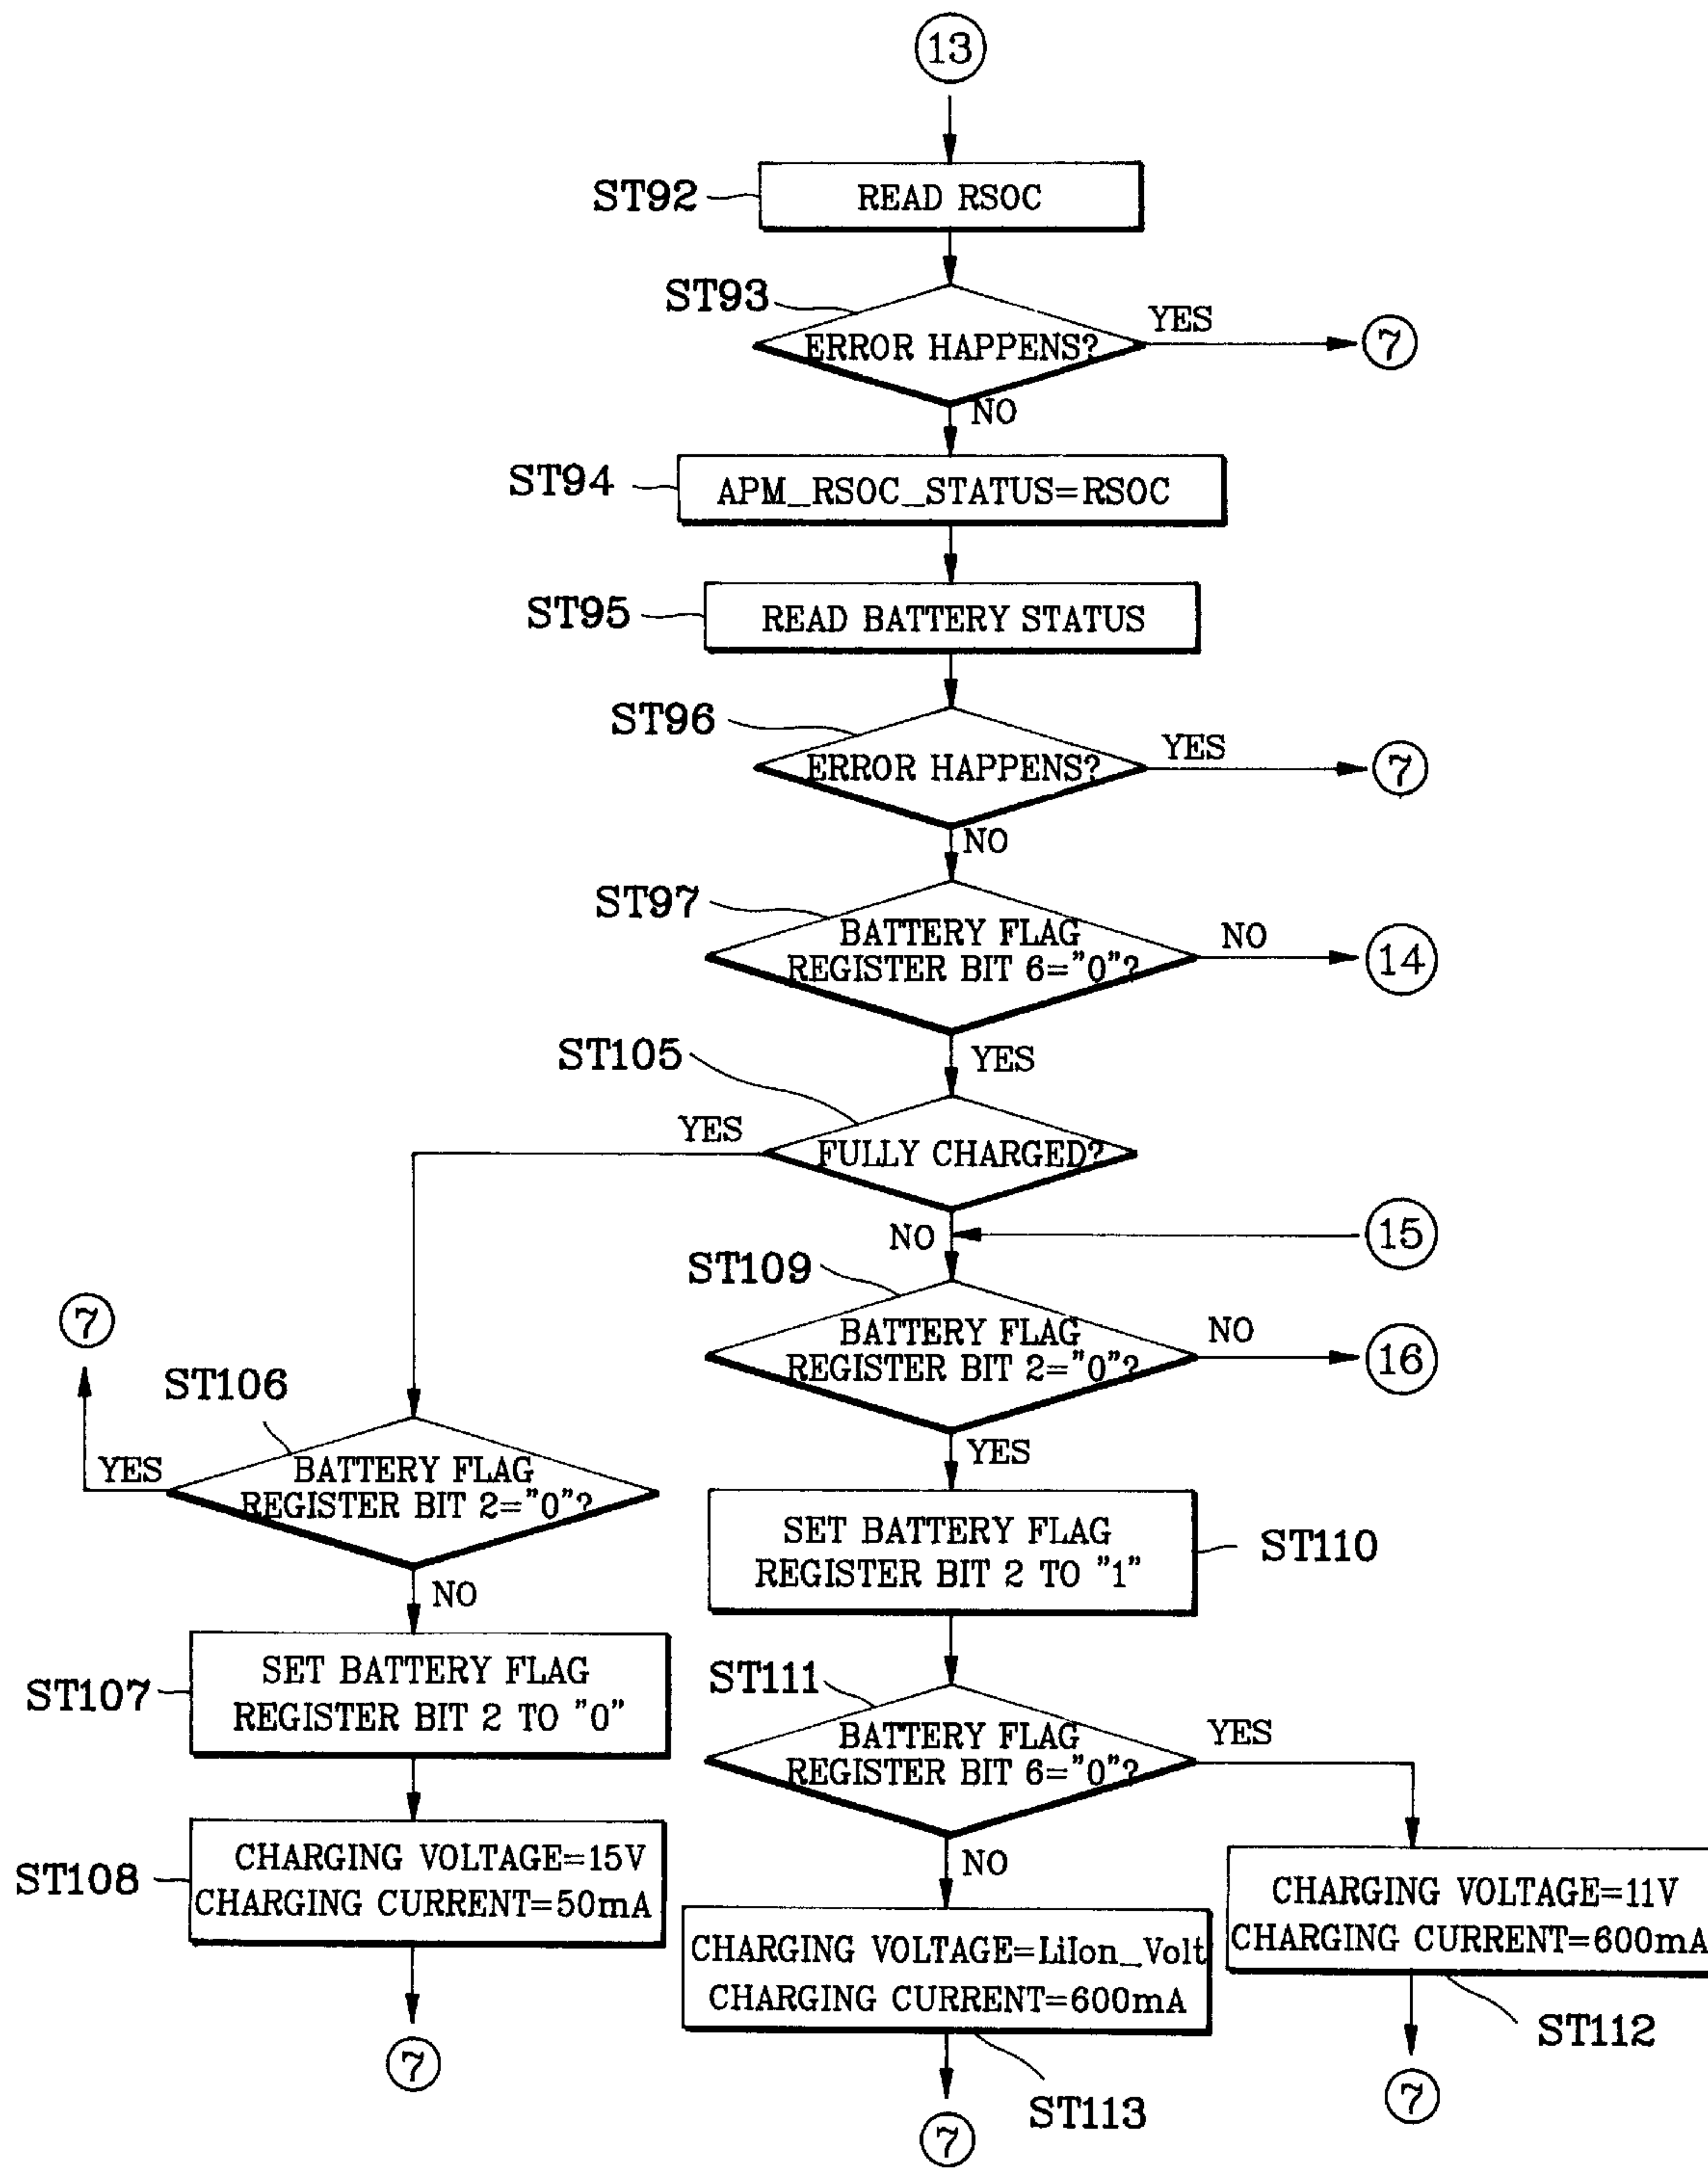 13
ST92
READ RSOC
ST93
ERROR HAPPENS?
YES
7
NO
ST94
APM_RSOC_STATUS=RSOC
ST95
READ BATTERY STATUS
ST96
ERROR HAPPENS?
YES
7
NO
ST97
BATTERY FLAG
REGISTER BIT 6="0"?
NO
14
YES
ST105
YES
FULLY CHARGED?
NO
15
ST109
BATTERY FLAG
REGISTER BIT 2="0"?
NO
16
YES
7
ST106
YES
BATTERY FLAG
REGISTER BIT 2="0"?
NO
SET BATTERY FLAG
REGISTER BIT 2 TO "1"
ST110
ST107
SET BATTERY FLAG
REGISTER BIT 2 TO "0"
ST111
BATTERY FLAG
REGISTER BIT 6="0"?
YES
NO
ST108
CHARGING VOLTAGE=15V
CHARGING CURRENT=50mA
7
CHARGING VOLTAGE=LiIon_Volt
CHARGING CURRENT=600mA
ST113
7
CHARGING VOLTAGE=11V
CHARGING CURRENT=600mA
ST112
7